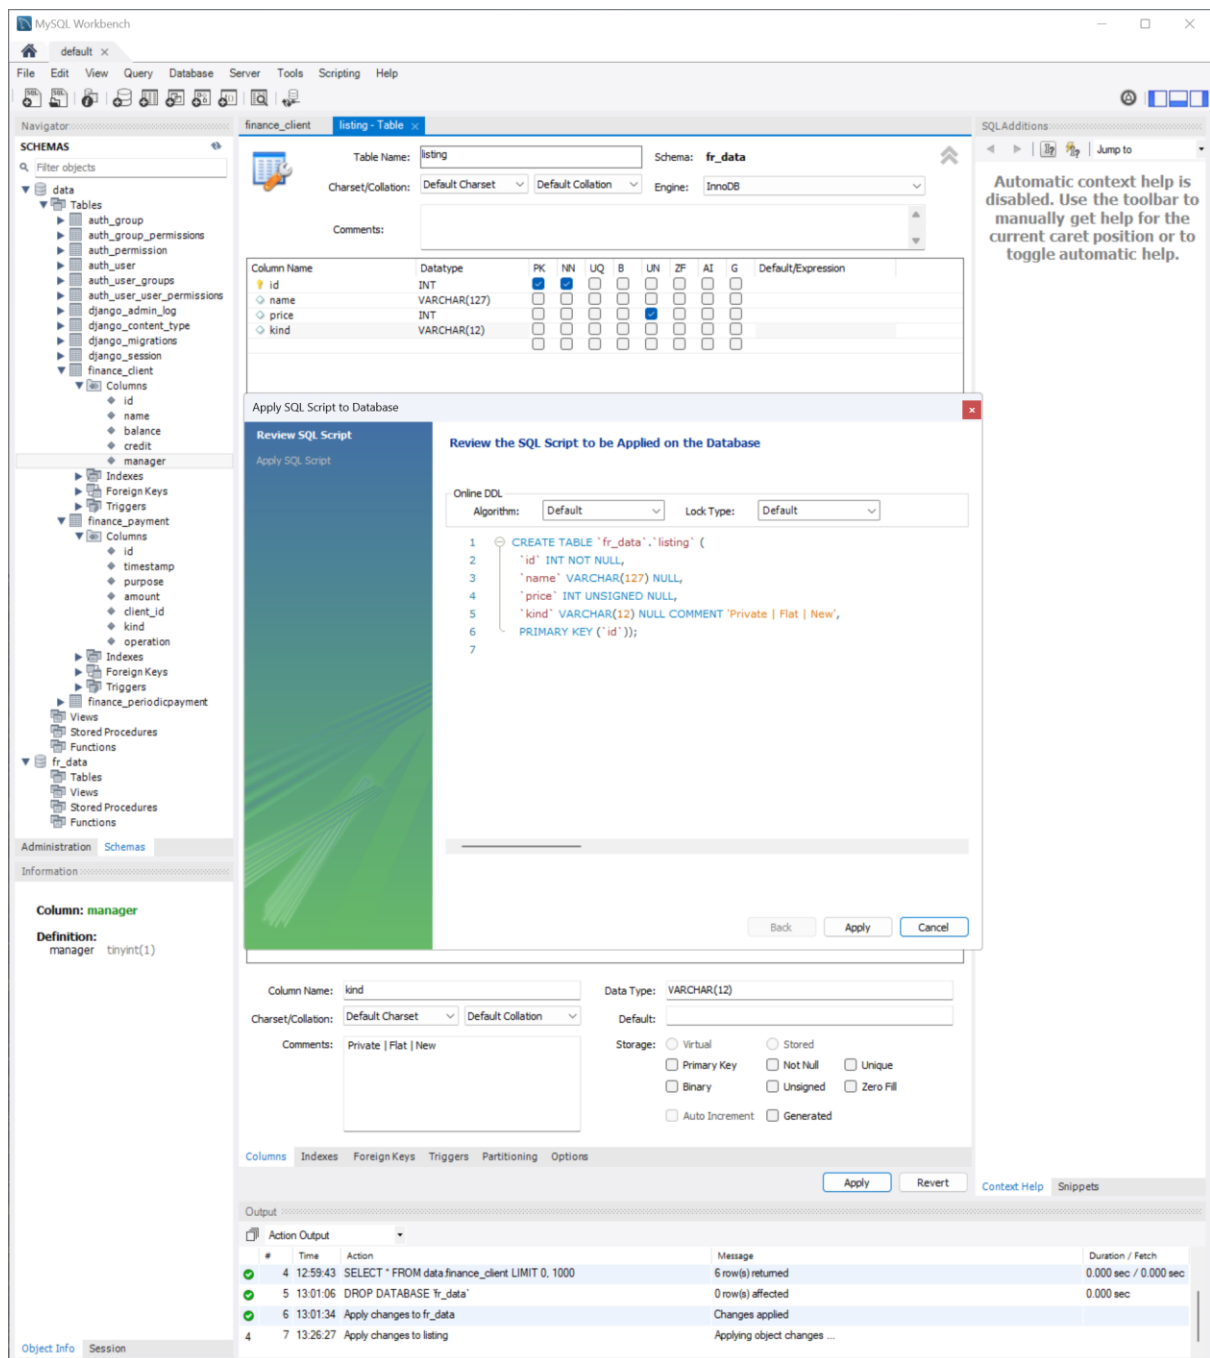 MySQL Workbench
default
File Edit View Query Database Server Tools Scripting Help
Navigator
SCHEMAS
Filter objects
data
Tables
auth_group
auth_group_permissions
auth_permission
auth_user
auth_user_groups
auth_user_user_permissions
django_admin_log
django_content_type
django_migrations
django_session
finance_client
Columns
id
name
balance
credit
manager
Indexes
Foreign Keys
Triggers
finance_payment
Columns
id
timestamp
purpose
amount
client_id
kind
operation
Indexes
Foreign Keys
Triggers
finance_periodicpayment
Views
Stored Procedures
Functions
fr_data
Tables
Views
Stored Procedures
Functions
Administration Schemas
Information
Column: manager
Definition:
manager tinyint(1)
Object Info Session
finance_client listing - Table
Table Name: listing Schema: fr_data
Charset/Collation: Default Charset Default Collation Engine: InnoDB
Comments:
Column Name Datatype PK NN UQ B UN ZF AI G Default/Expression
id INT
name VARCHAR(127)
price INT
kind VARCHAR(12)
Apply SQL Script to Database
Review SQL Script
Apply SQL Script
Review the SQL Script to be Applied on the Database
Online DDL
Algorithm: Default Lock Type: Default
1 CREATE TABLE `fr_data`.`listing` (
2 `id` INT NOT NULL,
3 `name` VARCHAR(127) NULL,
4 `price` INT UNSIGNED NULL,
5 `kind` VARCHAR(12) NULL COMMENT 'Private | Flat | New',
6 PRIMARY KEY (`id`));
7
Back Apply Cancel
Column Name: kind Data Type: VARCHAR(12)
Charset/Collation: Default Charset Default Collation Default:
Comments: Private | Flat | New Storage: Virtual Stored
Primary Key Not Null Unique
Binary Unsigned Zero Fill
Auto Increment Generated
Columns Indexes Foreign Keys Triggers Partitioning Options
Apply Revert
Output
Action Output
# Time Action Message Duration / Fetch
4 12:59:43 SELECT * FROM data.finance_client LIMIT 0, 1000 6 row(s) returned 0.000 sec / 0.000 sec
5 13:01:06 DROP DATABASE `fr_data` 0 row(s) affected 0.000 sec
6 13:01:34 Apply changes to fr_data Changes applied
4 7 13:26:27 Apply changes to listing Applying object changes ...
SQLAdditions
Jump to
Automatic context help is
disabled. Use the toolbar to
manually get help for the
current caret position or to
toggle automatic help.
Context Help Snippets